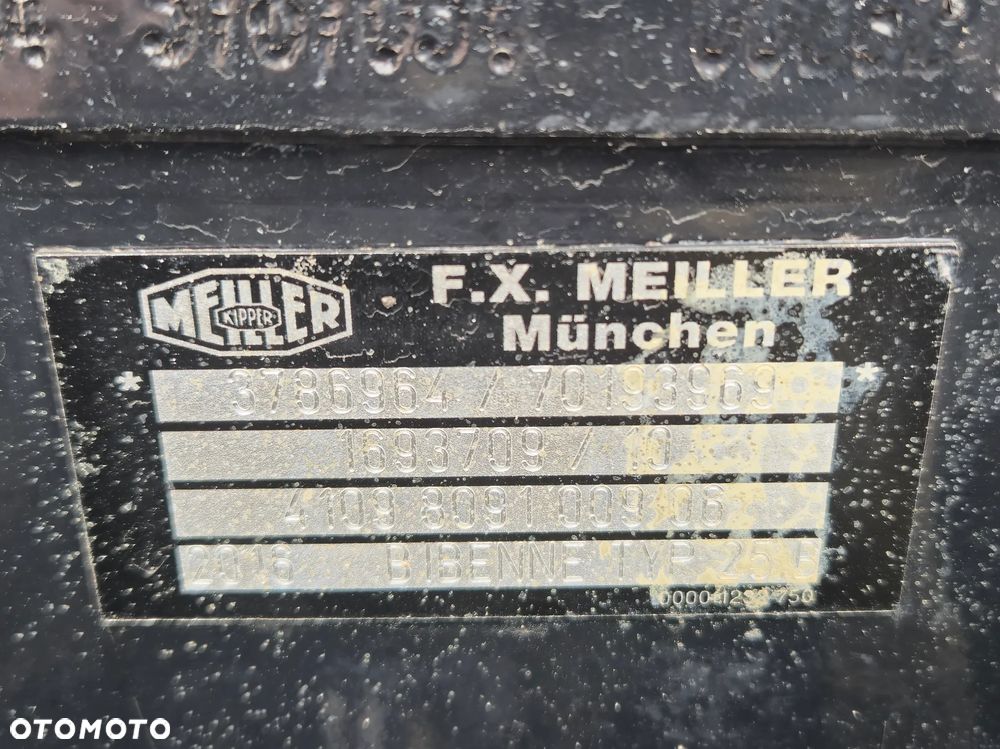 MEILLER
KIPPER
F.X. MEILLER
München
* 3786964 / 70193969 *
1693709 / 10
4109 8091 009 06
2016 BIBENNE TYP 25
OTOMOTO